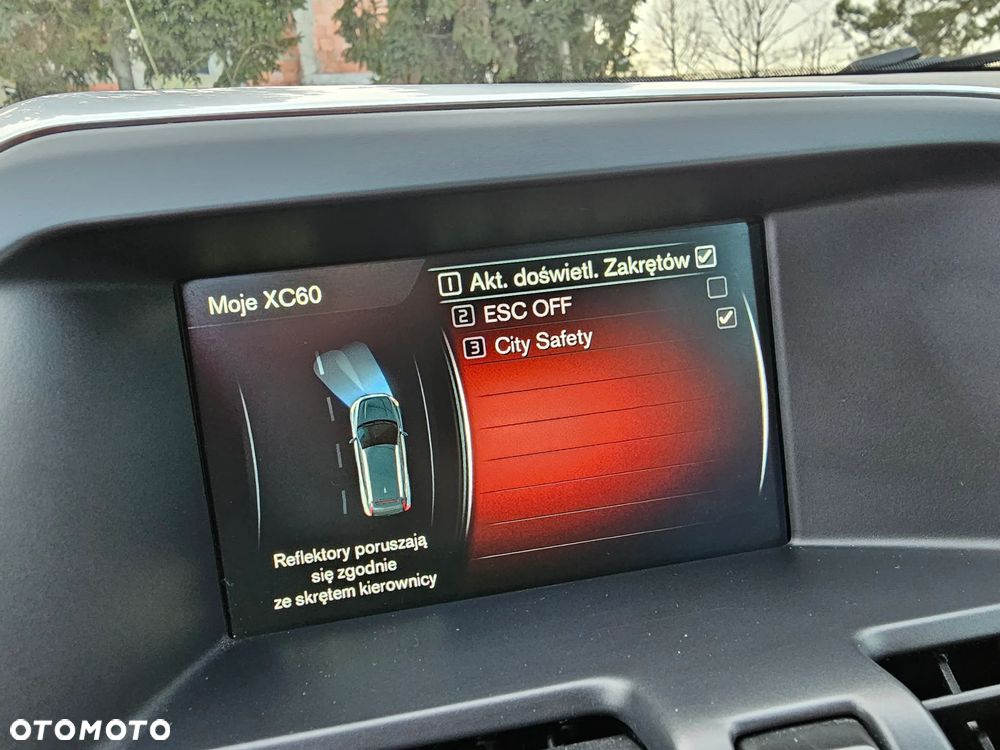 Moje XC60
1 Akt. doświetl. Zakrętów
2 ESC OFF
3 City Safety
Reflektory poruszają
się zgodnie
ze skrętem kierownicy
OTOMOTO